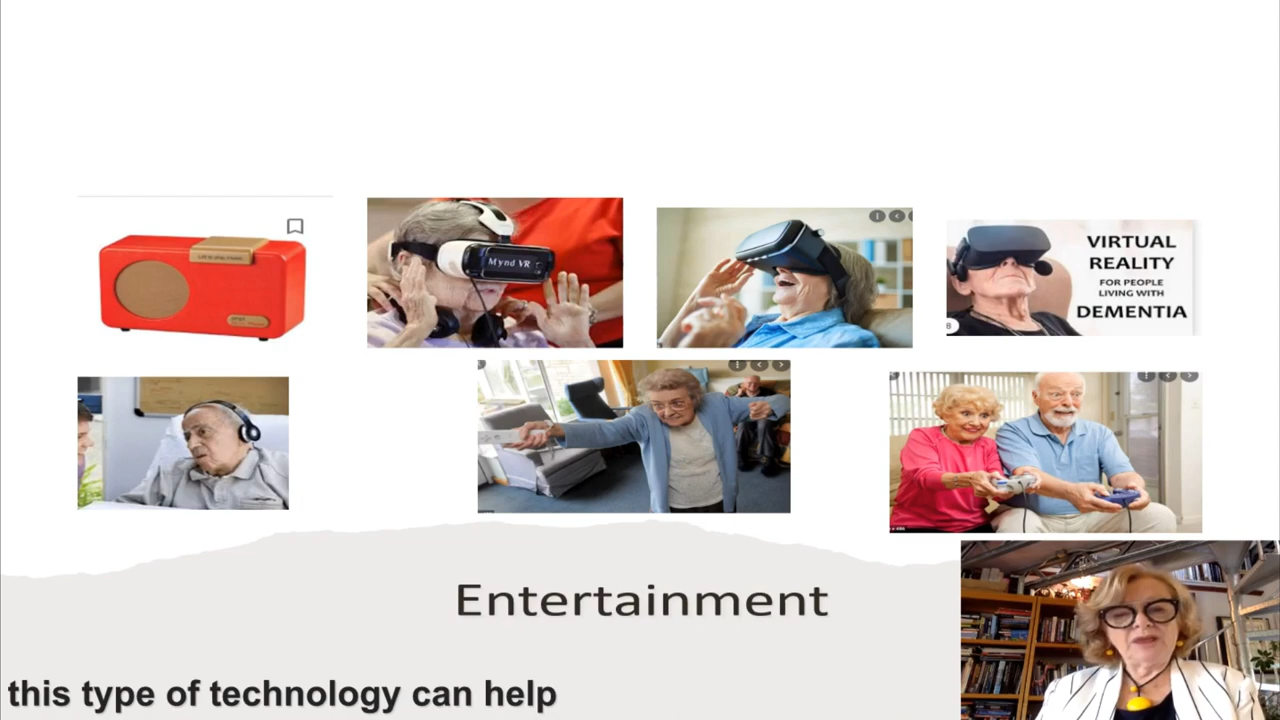 Mynd VR
VIRTUAL
REALITY
FOR PEOPLE
LIVING WITH
DEMENTIA
Entertainment
this type of technology can help